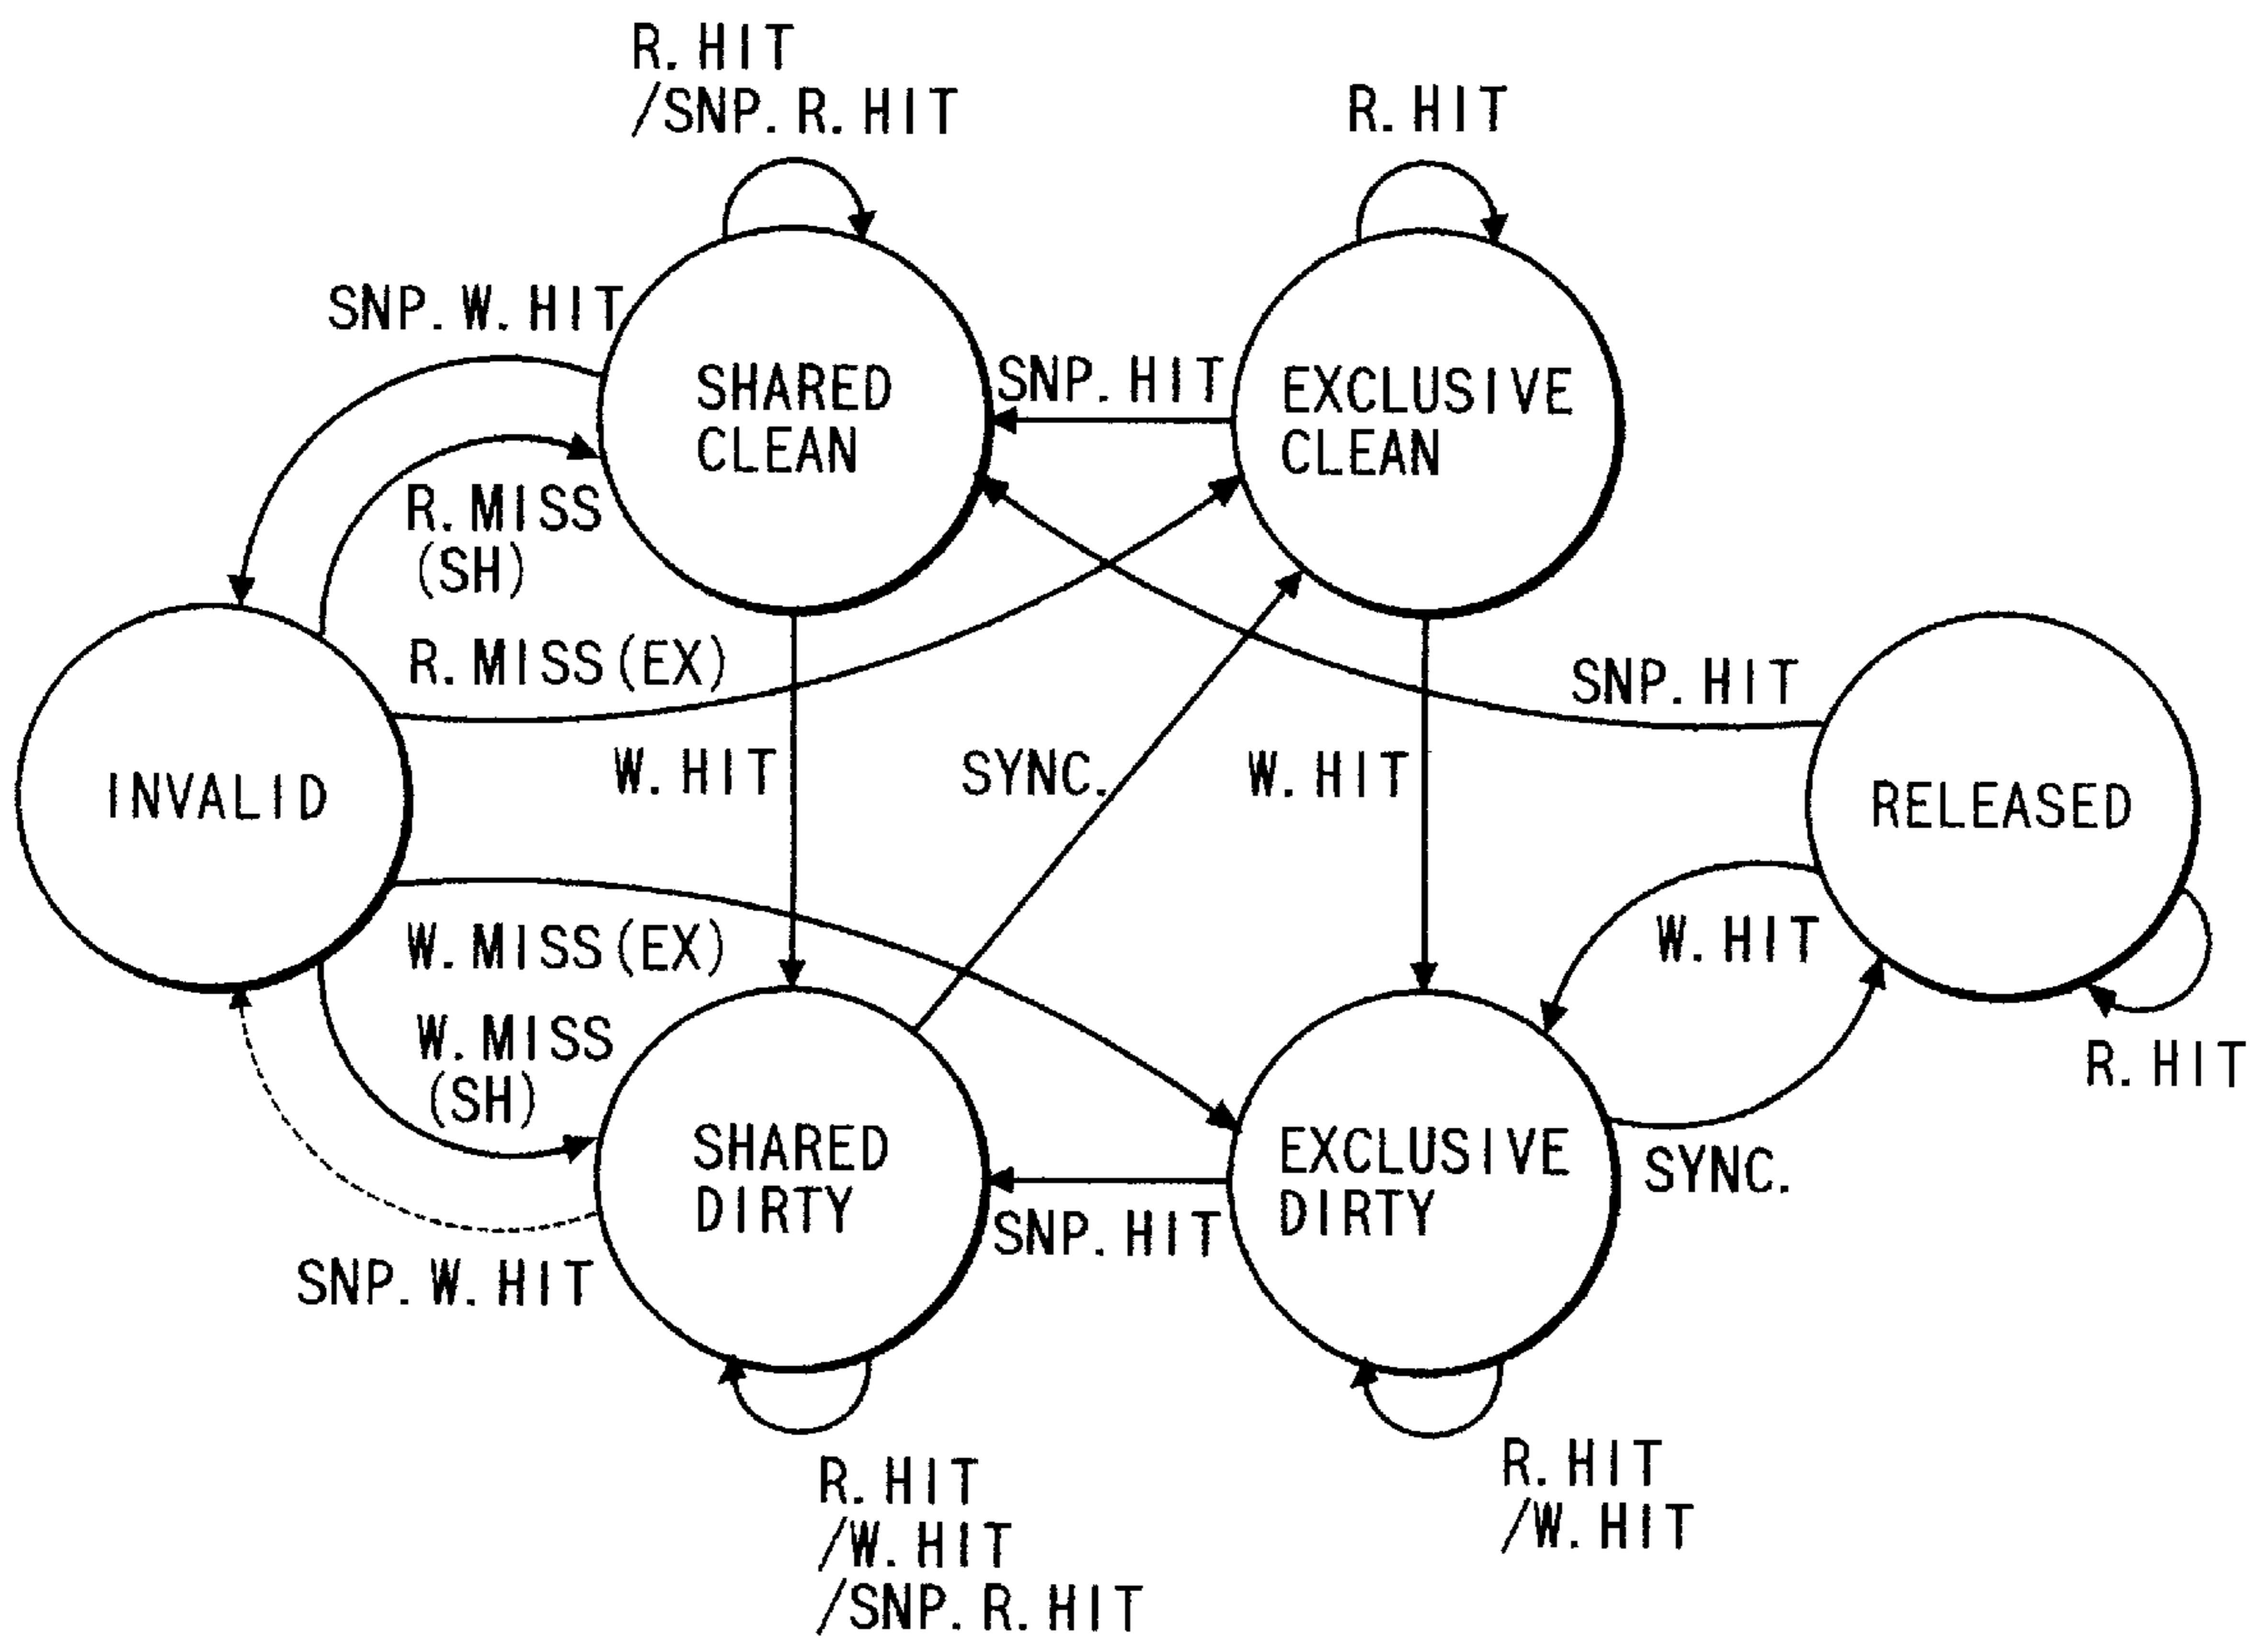 R. HIT
/SNP. R. HIT
R. HIT
SNP. W. HIT
SHARED
CLEAN
SNP. HIT
EXCLUSIVE
CLEAN
R. MISS
(SH)
R. MISS (EX)
SNP. HIT
W. HIT
SYNC.
W. HIT
INVALID
RELEASED
W. MISS (EX)
W. HIT
W. MISS
(SH)
R. HIT
SHARED
DIRTY
EXCLUSIVE
DIRTY
SYNC.
SNP. HIT
SNP. W. HIT
R. HIT
/W. HIT
/SNP. R. HIT
R. HIT
/W. HIT